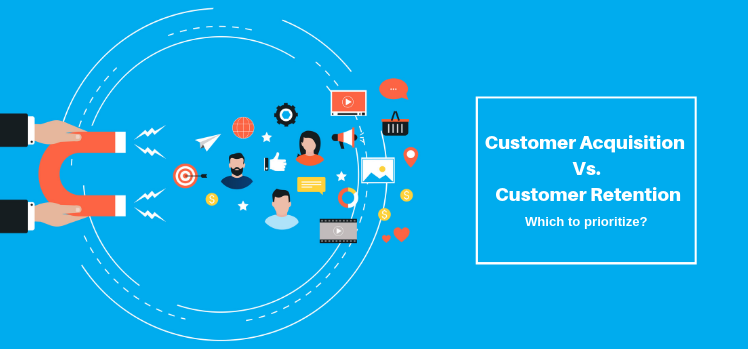 Customer Acquisition
Vs.
Customer Retention
Which to prioritize?
$
$
$